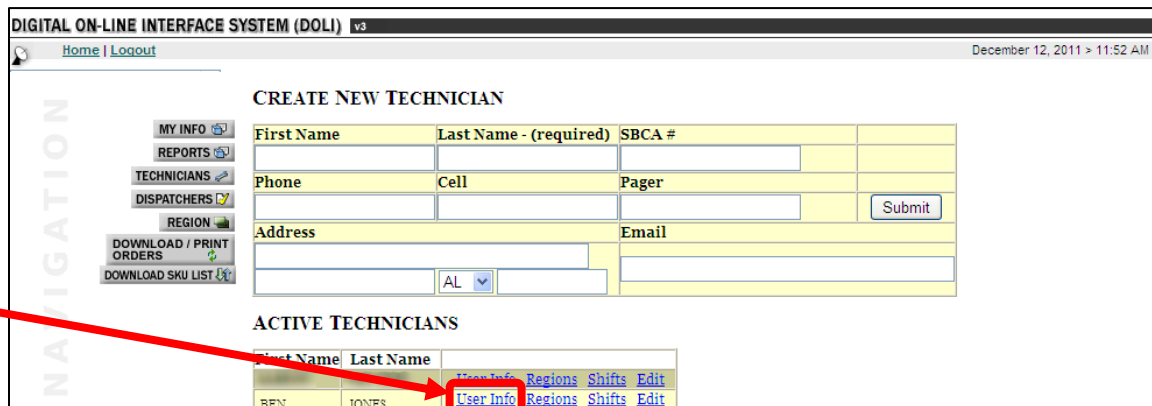 DIGITAL ON-LINE INTERFACE SYSTEM (DOLI) v3
Home | Logout
December 12, 2011 > 11:52 AM
NAVIGATION
MY INFO
REPORTS
TECHNICIANS
DISPATCHERS
REGION
DOWNLOAD / PRINT
ORDERS
DOWNLOAD SKU LIST
CREATE NEW TECHNICIAN
First Name Last Name - (required) SBCA #
Phone Cell Pager
Submit
Address Email
AL
ACTIVE TECHNICIANS
First Name Last Name
User Info Regions Shifts Edit
BEN JONES User Info Regions Shifts Edit